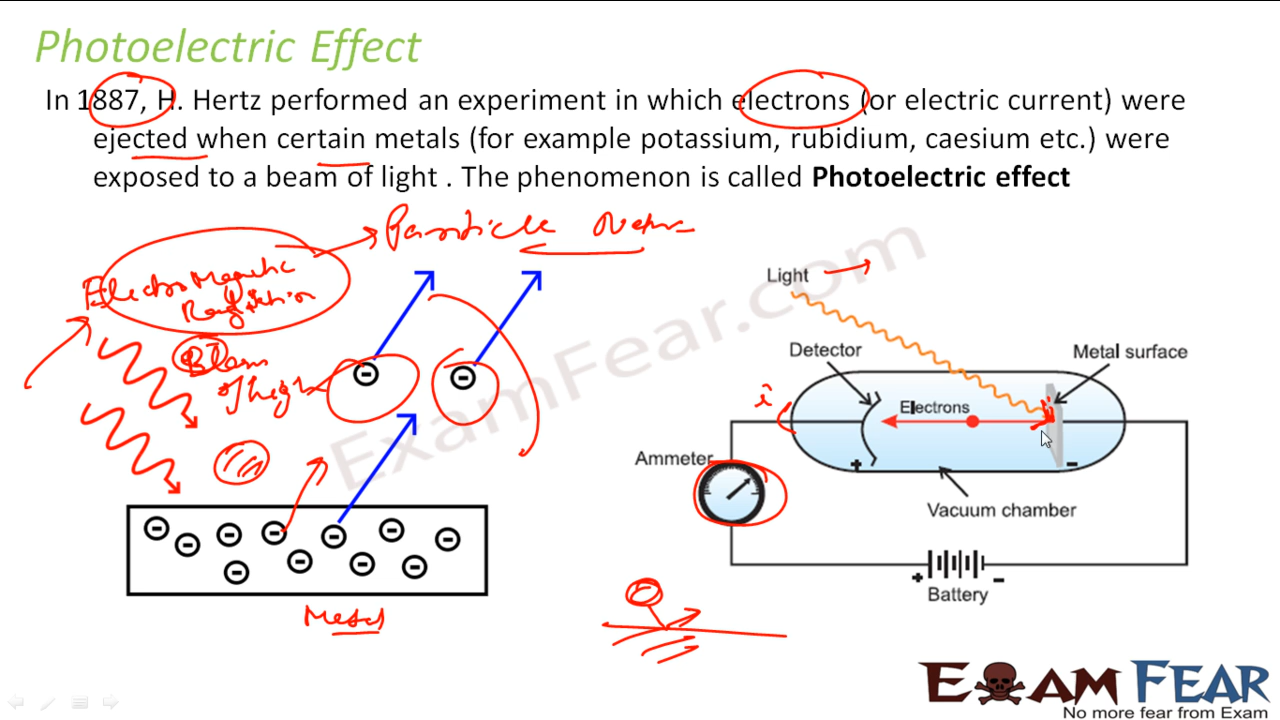 Photoelectric Effect
In 1887, H. Hertz performed an experiment in which electrons (or electric current) were
ejected when certain metals (for example potassium, rubidium, caesium etc.) were
exposed to a beam of light . The phenomenon is called Photoelectric effect
Particle
Electro Magnetic
Light
Beam
of light
Detector
Metal surface
i
Electrons
Ammeter
+
-
Vacuum chamber
+
-
Battery
Metal
ExamFear.com
EXAM FEAR
No more fear from Exam